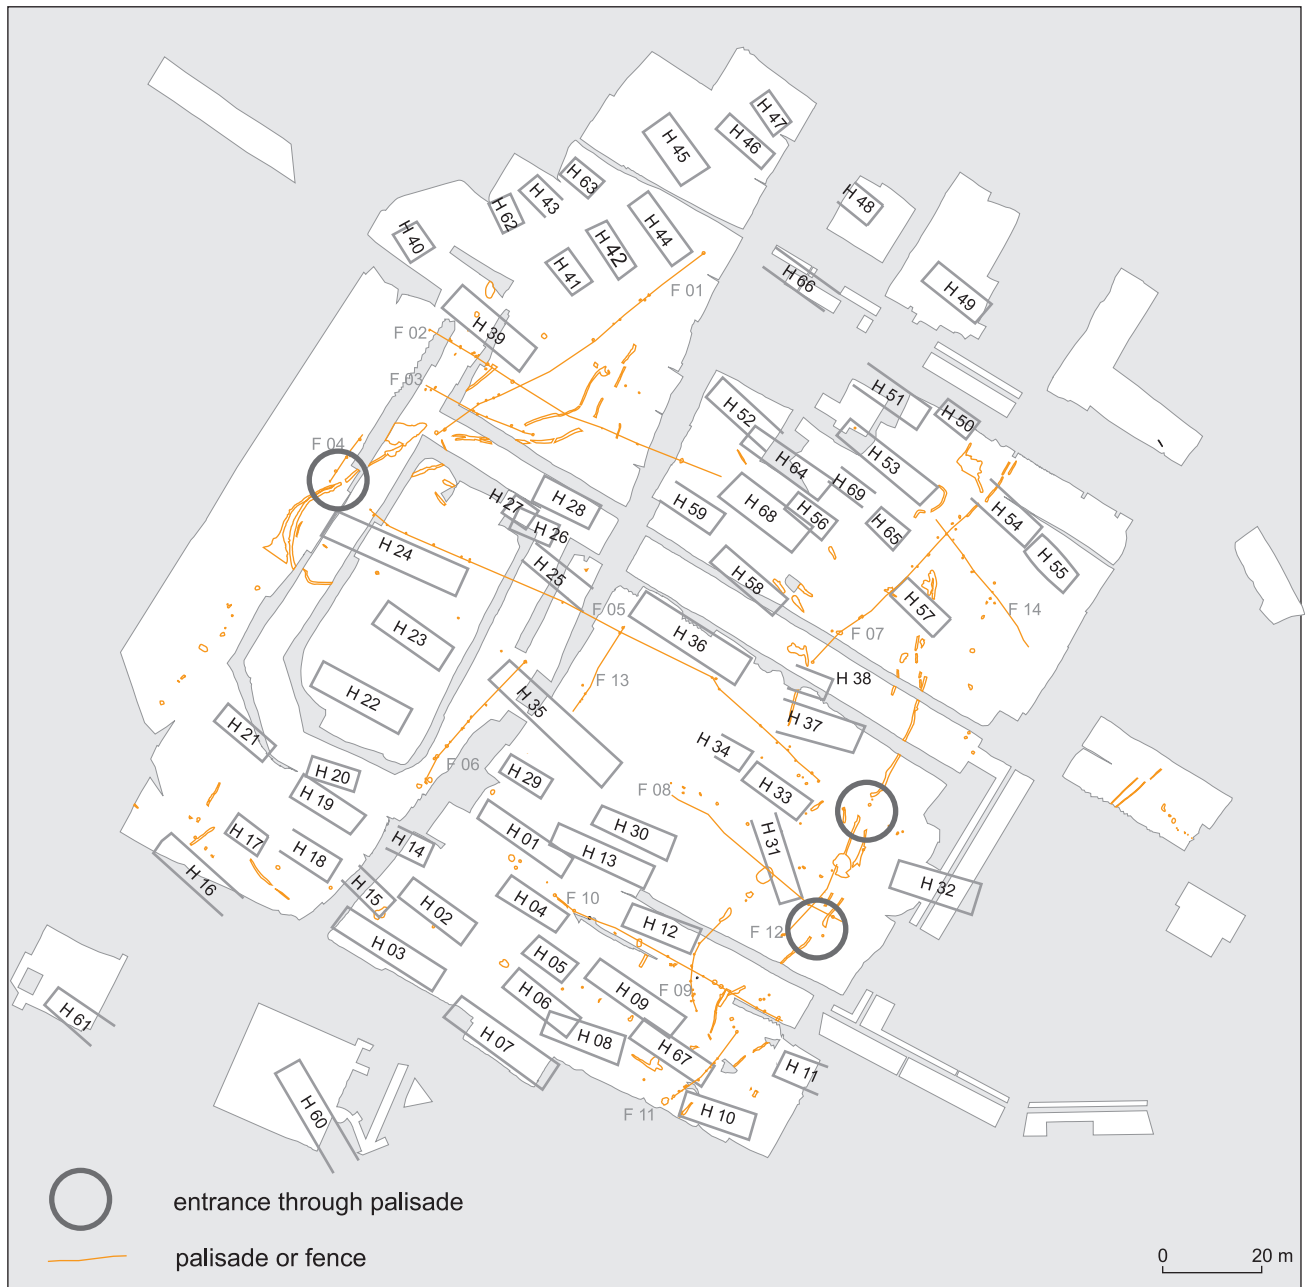 H 47
H 46
H 45
H 63
H 43
H 62
H 48
H 40
H 44
H 42
H 41
H 66
F 01
H 49
F 02
H 39
F 03
H 51
H 52
H 50
F 04
H 53
H 64
H 69
H 27
H 28
H 59
H 68
H 56
H 54
H 26
H 65
H 24
H 55
H 25
H 58
F 05
H 57
F 14
H 23
H 36
F 07
F 13
H 38
H 22
H 35
H 37
H 21
H 34
F 06
H 20
H 29
H 33
F 08
H 19
H 30
H 01
H 17
H 31
H 14
H 18
H 13
H 16
H 15
H 32
F 10
H 02
H 04
H 12
F 12
H 03
H 05
H 09
F 09
H 06
H 61
H 07
H 08
H 67
H 11
H 60
F 11
H 10
entrance through palisade
palisade or fence
0 20 m